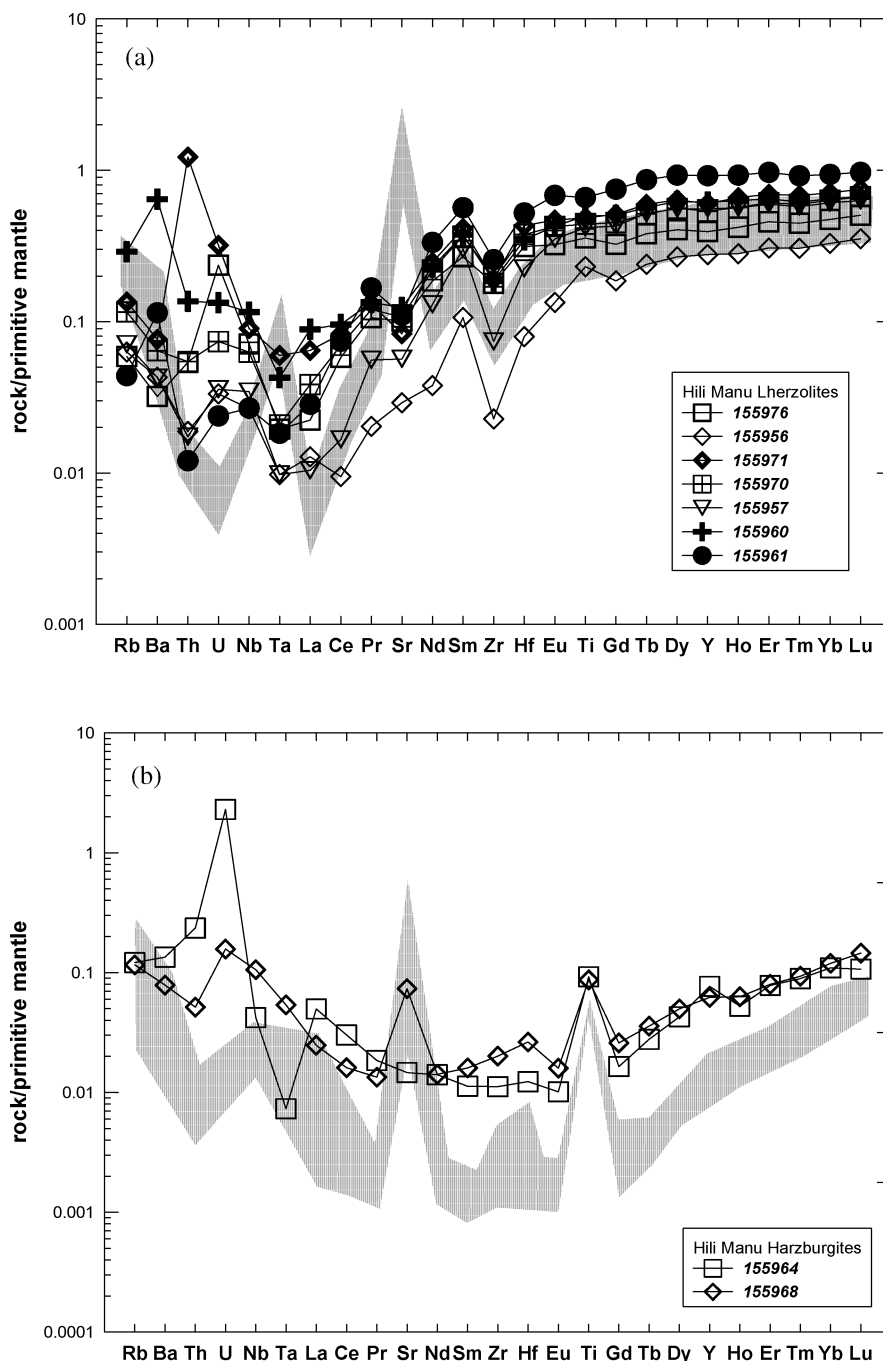 (a)
10
1
0.1
0.01
0.001
rock/primitive mantle
Hili Manu Lherzolites
155976
155956
155971
155970
155957
155960
155961
Rb Ba Th U Nb Ta La Ce Pr Sr Nd Sm Zr Hf Eu Ti Gd Tb Dy Y Ho Er Tm Yb Lu
(b)
10
1
0.1
0.01
0.001
0.0001
rock/primitive mantle
Hili Manu Harzburgites
155964
155968
Rb Ba Th U Nb Ta La Ce Pr Sr Nd Sm Zr Hf Eu Ti Gd Tb Dy Y Ho Er Tm Yb Lu